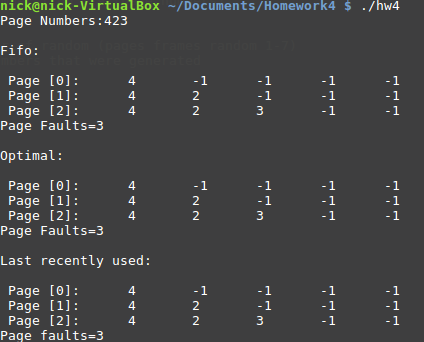 nick@nick-VirtualBox ~/Documents/Homework4 $ ./hw4
Page Numbers:423
Fifo:
Page [0]: 4 -1 -1 -1 -1
Page [1]: 4 2 -1 -1 -1
Page [2]: 4 2 3 -1 -1
Page Faults=3
Optimal:
Page [0]: 4 -1 -1 -1 -1
Page [1]: 4 2 -1 -1 -1
Page [2]: 4 2 3 -1 -1
Page Faults=3
Last recently used:
Page [0]: 4 -1 -1 -1 -1
Page [1]: 4 2 -1 -1 -1
Page [2]: 4 2 3 -1 -1
Page faults=3